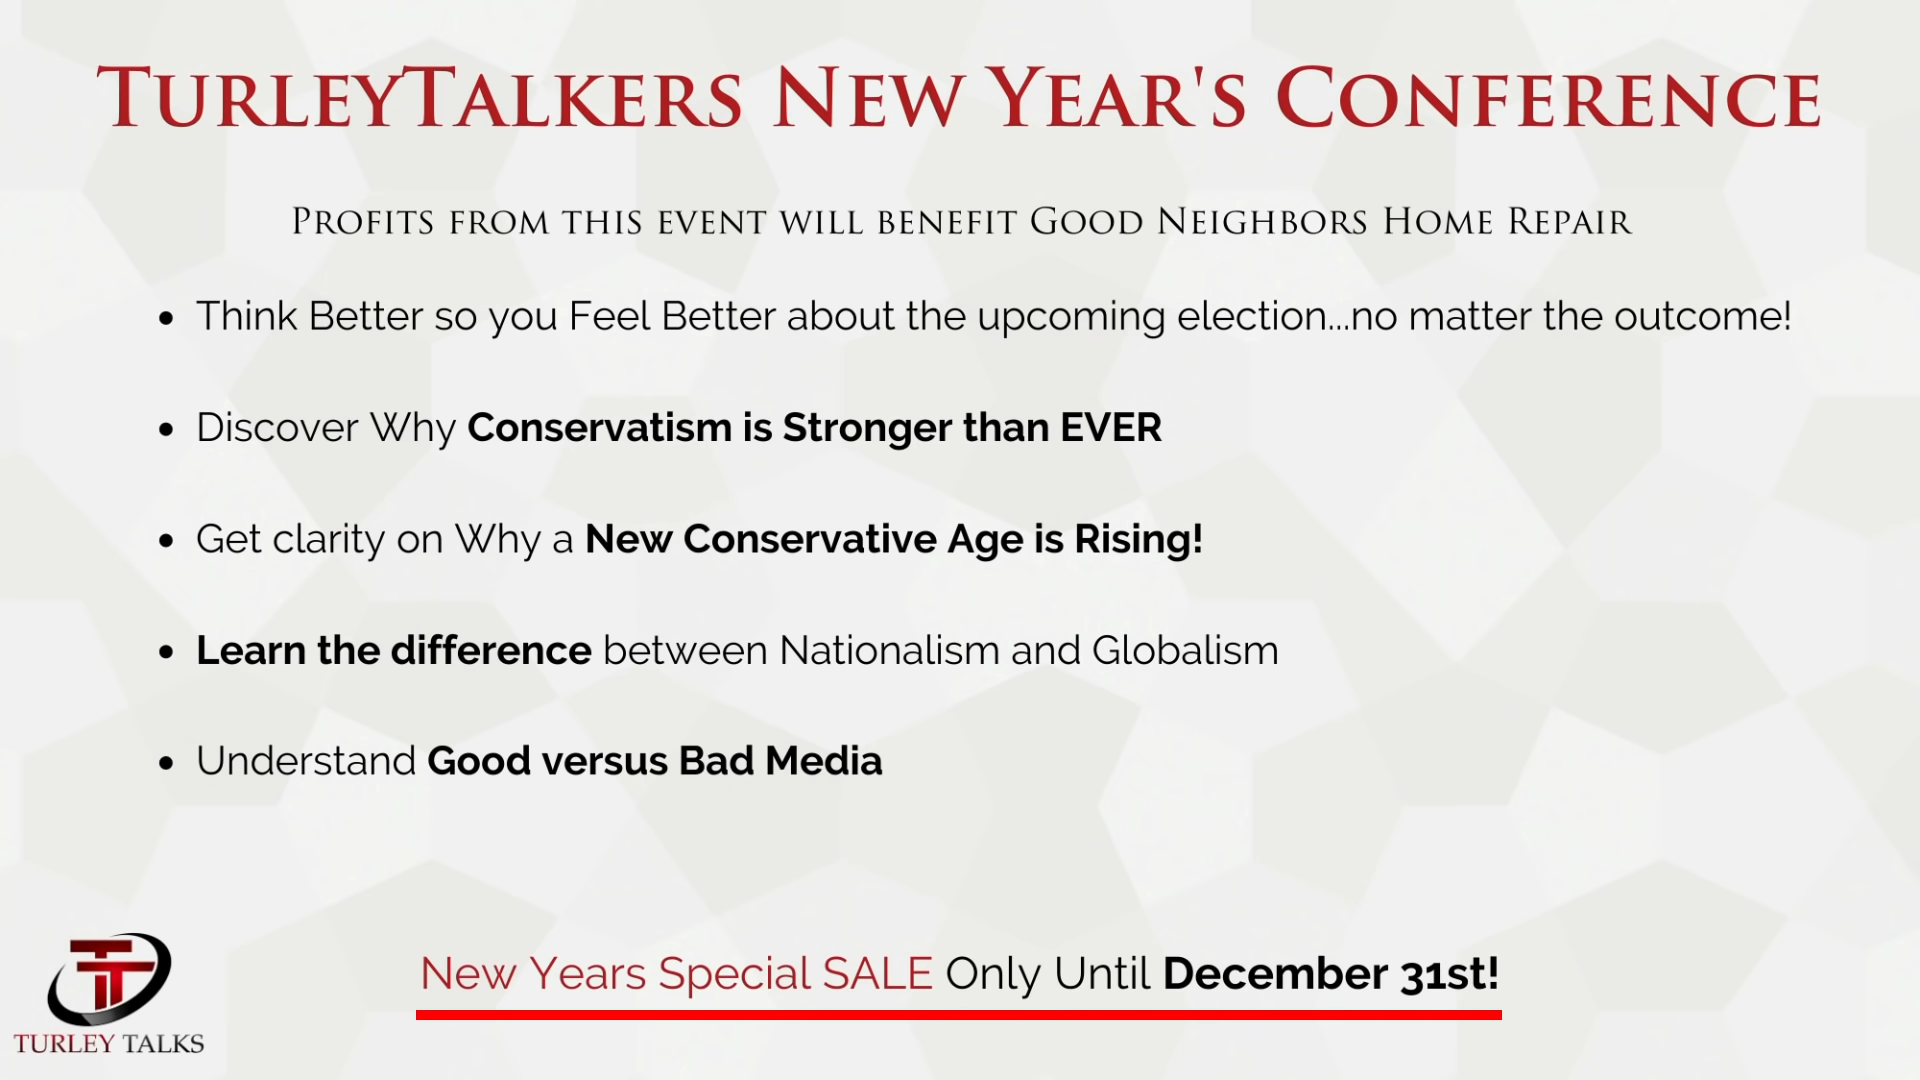 TurleyTalkers New Year's Conference
Profits from this event will benefit Good Neighbors Home Repair
• Think Better so you Feel Better about the upcoming election...no matter the outcome!
• Discover Why Conservatism is Stronger than EVER
• Get clarity on Why a New Conservative Age is Rising!
• Learn the difference between Nationalism and Globalism
• Understand Good versus Bad Media
New Years Special SALE Only Until December 31st!
TT
TURLEY TALKS